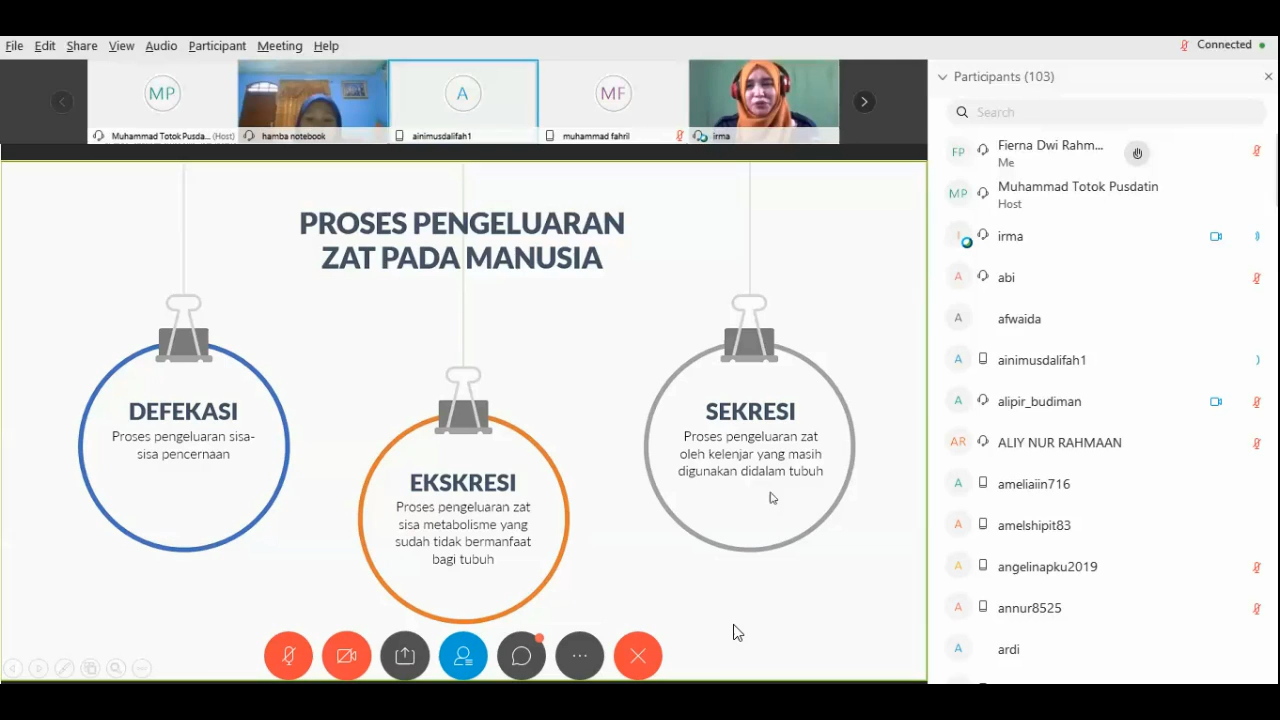 File Edit Share View Audio Participant Meeting Help
Connected
MP
A
MF
Muhammad Totok Pusda... (Host)
hamba notebook
ainimusdalifah1
muhammad fahril
irma
PROSES PENGELUARAN
ZAT PADA MANUSIA
DEFEKASI
Proses pengeluaran sisa-
sisa pencernaan
EKSKRESI
Proses pengeluaran zat
sisa metabolisme yang
sudah tidak bermanfaat
bagi tubuh
SEKRESI
Proses pengeluaran zat
oleh kelenjar yang masih
digunakan didalam tubuh
Participants (103)
Search
FP Fierna Dwi Rahm...
Me
MP Muhammad Totok Pusdatin
Host
I irma
A abi
A afwaida
A ainimusdalifah1
A alipir_budiman
AR ALIY NUR RAHMAAN
A ameliaiin716
A amelshipit83
A angelinapku2019
A annur8525
A ardi